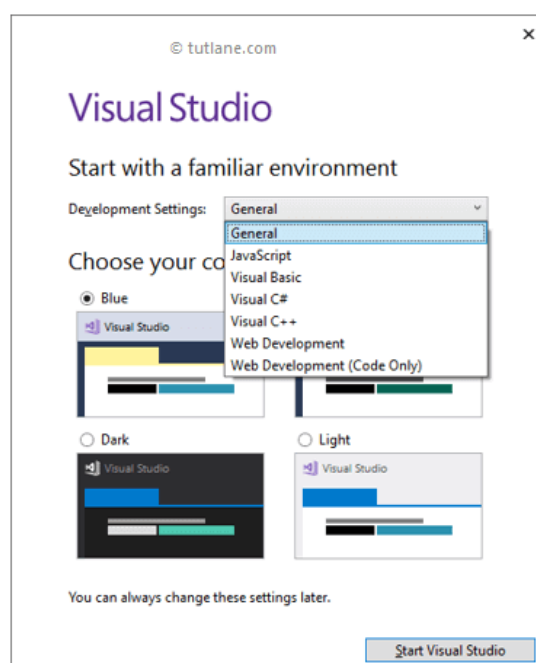 © tutlane.com
Visual Studio
Start with a familiar environment
Development Settings: General
General
JavaScript
Visual Basic
Visual C#
Visual C++
Web Development
Web Development (Code Only)
Choose your co
Blue
Visual Studio
Dark
Light
Visual Studio
Visual Studio
You can always change these settings later.
Start Visual Studio